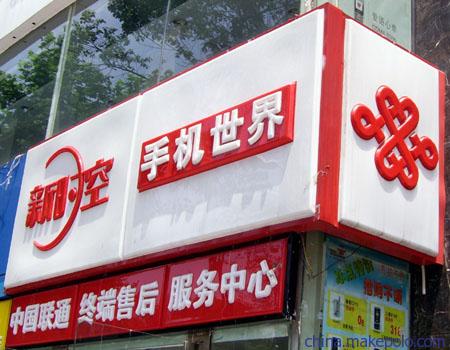 新时空
手机世界
中国联通 终端售后 服务中心
china.makepolo.com